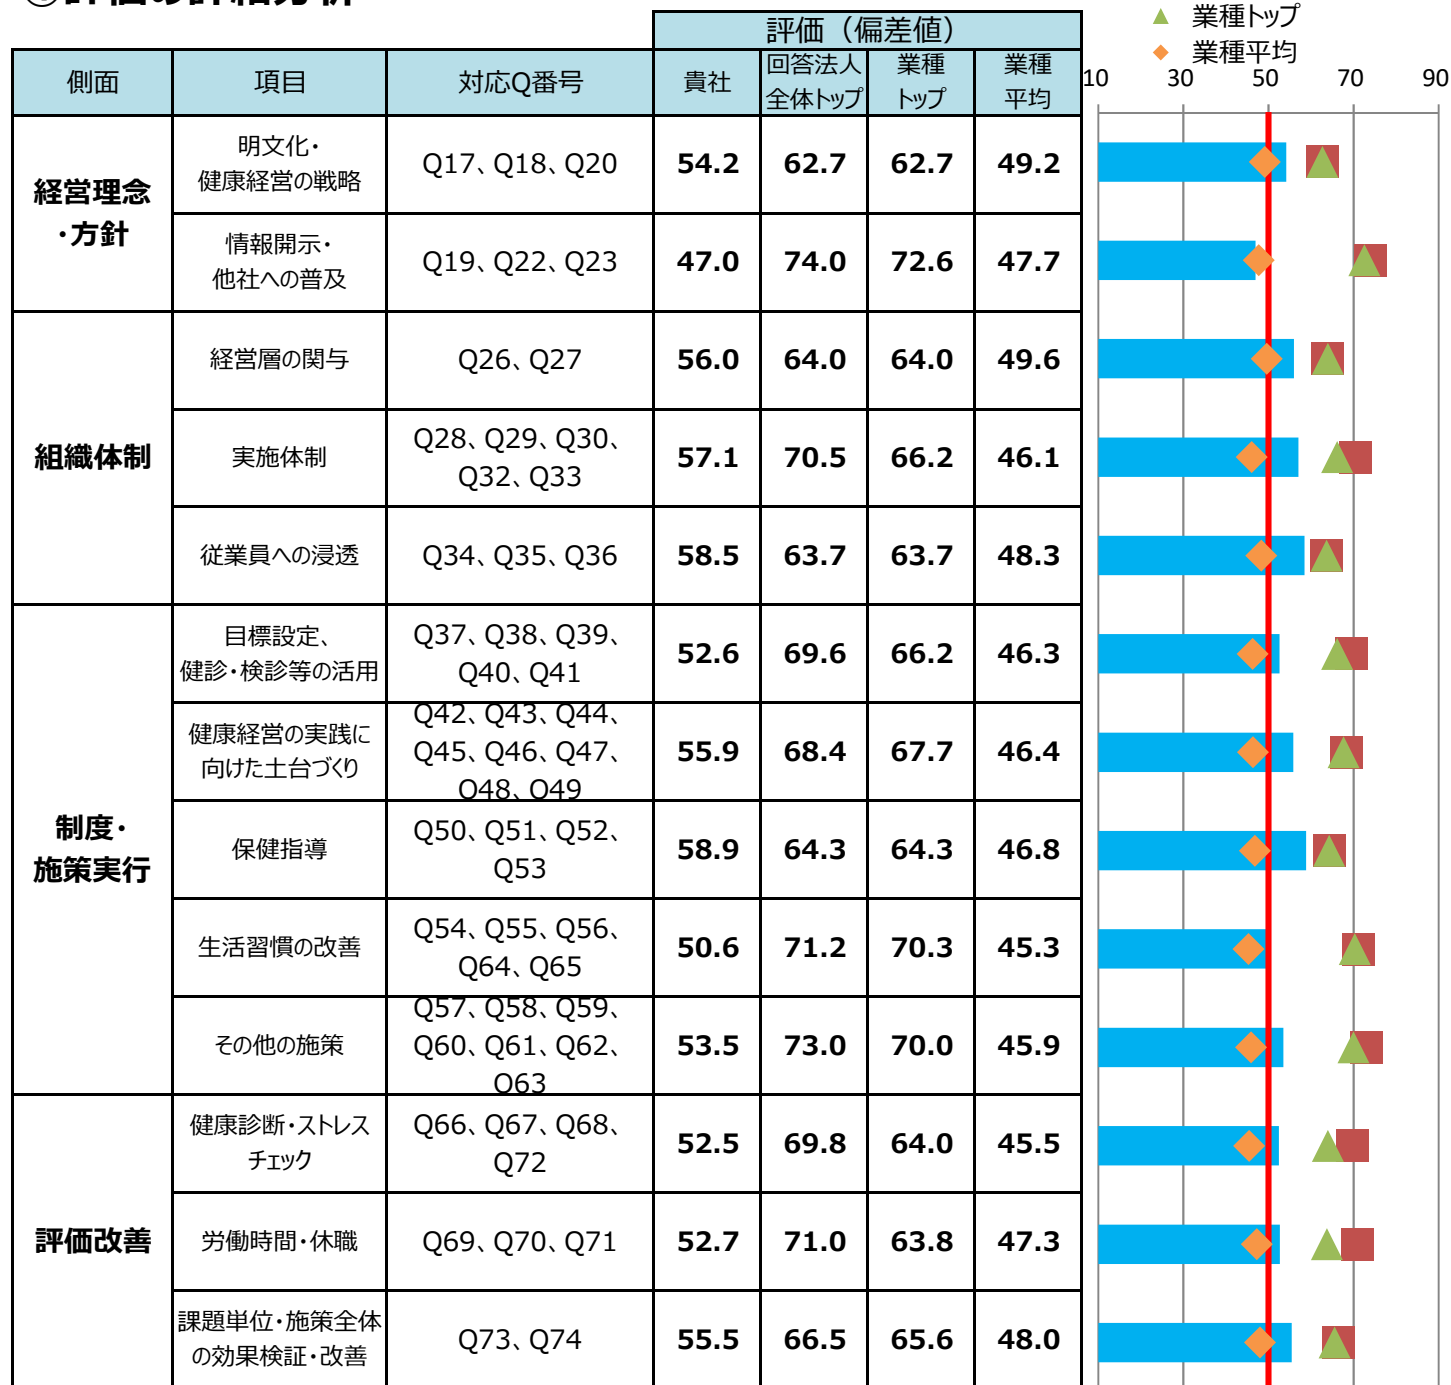 評価（偏差値）
側面 項目 対応Q番号 貴社 回答法人 業種 業種
全体トップ トップ 平均
業種トップ
業種平均
10 30 50 70 90
経営理念
・方針
明文化・
健康経営の戦略
Q17、Q18、Q20 54.2 62.7 62.7 49.2
情報開示・
他社への普及
Q19、Q22、Q23 47.0 74.0 72.6 47.7
組織体制
経営層の関与 Q26、Q27 56.0 64.0 64.0 49.6
実施体制
Q28、Q29、Q30、
Q32、Q33
57.1 70.5 66.2 46.1
従業員への浸透 Q34、Q35、Q36 58.5 63.7 63.7 48.3
制度・
施策実行
目標設定、
健診・検診等の活用
Q37、Q38、Q39、
Q40、Q41
52.6 69.6 66.2 46.3
健康経営の実践に
向けた土台づくり
Q42、Q43、Q44、
Q45、Q46、Q47、
Q48、Q49
55.9 68.4 67.7 46.4
保健指導
Q50、Q51、Q52、
Q53
58.9 64.3 64.3 46.8
生活習慣の改善
Q54、Q55、Q56、
Q64、Q65
50.6 71.2 70.3 45.3
その他の施策
Q57、Q58、Q59、
Q60、Q61、Q62、
Q63
53.5 73.0 70.0 45.9
評価改善
健康診断・ストレス
チェック
Q66、Q67、Q68、
Q72
52.5 69.8 64.0 45.5
労働時間・休職 Q69、Q70、Q71 52.7 71.0 63.8 47.3
課題単位・施策全体
の効果検証・改善
Q73、Q74 55.5 66.5 65.6 48.0